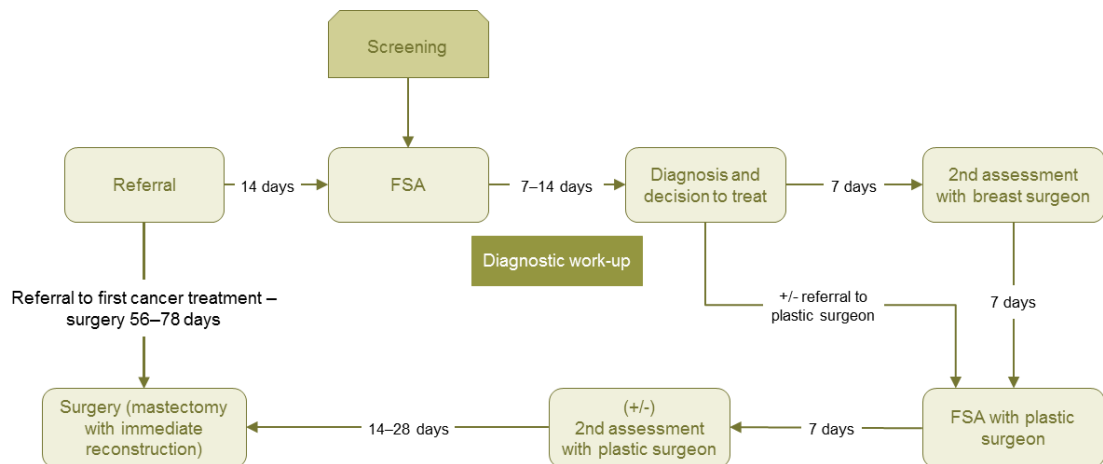 Screening
Referral
14 days
FSA
7–14 days
Diagnosis and
decision to treat
7 days
2nd assessment
with breast surgeon
Diagnostic work-up
Referral to first cancer treatment –
surgery 56–78 days
+/- referral to
plastic surgeon
7 days
Surgery (mastectomy
with immediate
reconstruction)
14–28 days
(+/-)
2nd assessment
with plastic surgeon
7 days
FSA with plastic
surgeon